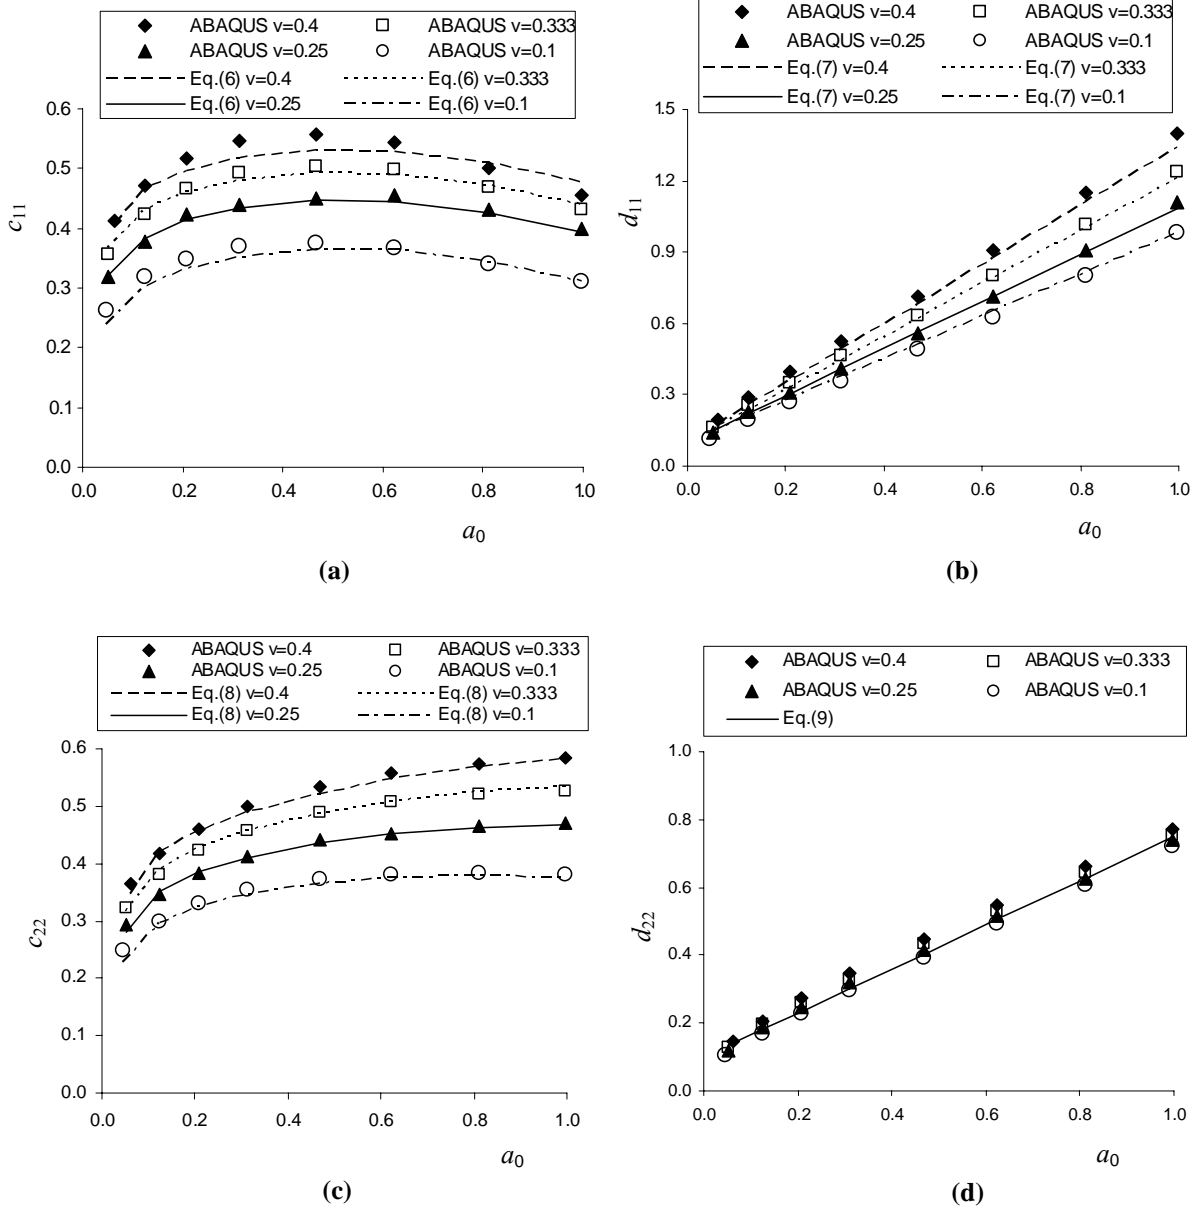 ABAQUS v=0.4 ABAQUS v=0.333
ABAQUS v=0.25 ABAQUS v=0.1
Eq.(6) v=0.4 Eq.(6) v=0.333
Eq.(6) v=0.25 Eq.(6) v=0.1
0.6
0.5
0.4
0.3
0.2
0.1
0.0
c11
0.0 0.2 0.4 0.6 0.8 1.0
a0
(a)
ABAQUS v=0.4 ABAQUS v=0.333
ABAQUS v=0.25 ABAQUS v=0.1
Eq.(7) v=0.4 Eq.(7) v=0.333
Eq.(7) v=0.25 Eq.(7) v=0.1
1.5
1.2
0.9
0.6
0.3
0.0
d11
0.0 0.2 0.4 0.6 0.8 1.0
a0
(b)
ABAQUS v=0.4 ABAQUS v=0.333
ABAQUS v=0.25 ABAQUS v=0.1
Eq.(8) v=0.4 Eq.(8) v=0.333
Eq.(8) v=0.25 Eq.(8) v=0.1
0.6
0.5
0.4
0.3
0.2
0.1
0.0
c22
0.0 0.2 0.4 0.6 0.8 1.0
a0
(c)
ABAQUS v=0.4 ABAQUS v=0.333
ABAQUS v=0.25 ABAQUS v=0.1
Eq.(9)
1.0
0.8
0.6
0.4
0.2
0.0
d22
0.0 0.2 0.4 0.6 0.8 1.0
a0
(d)